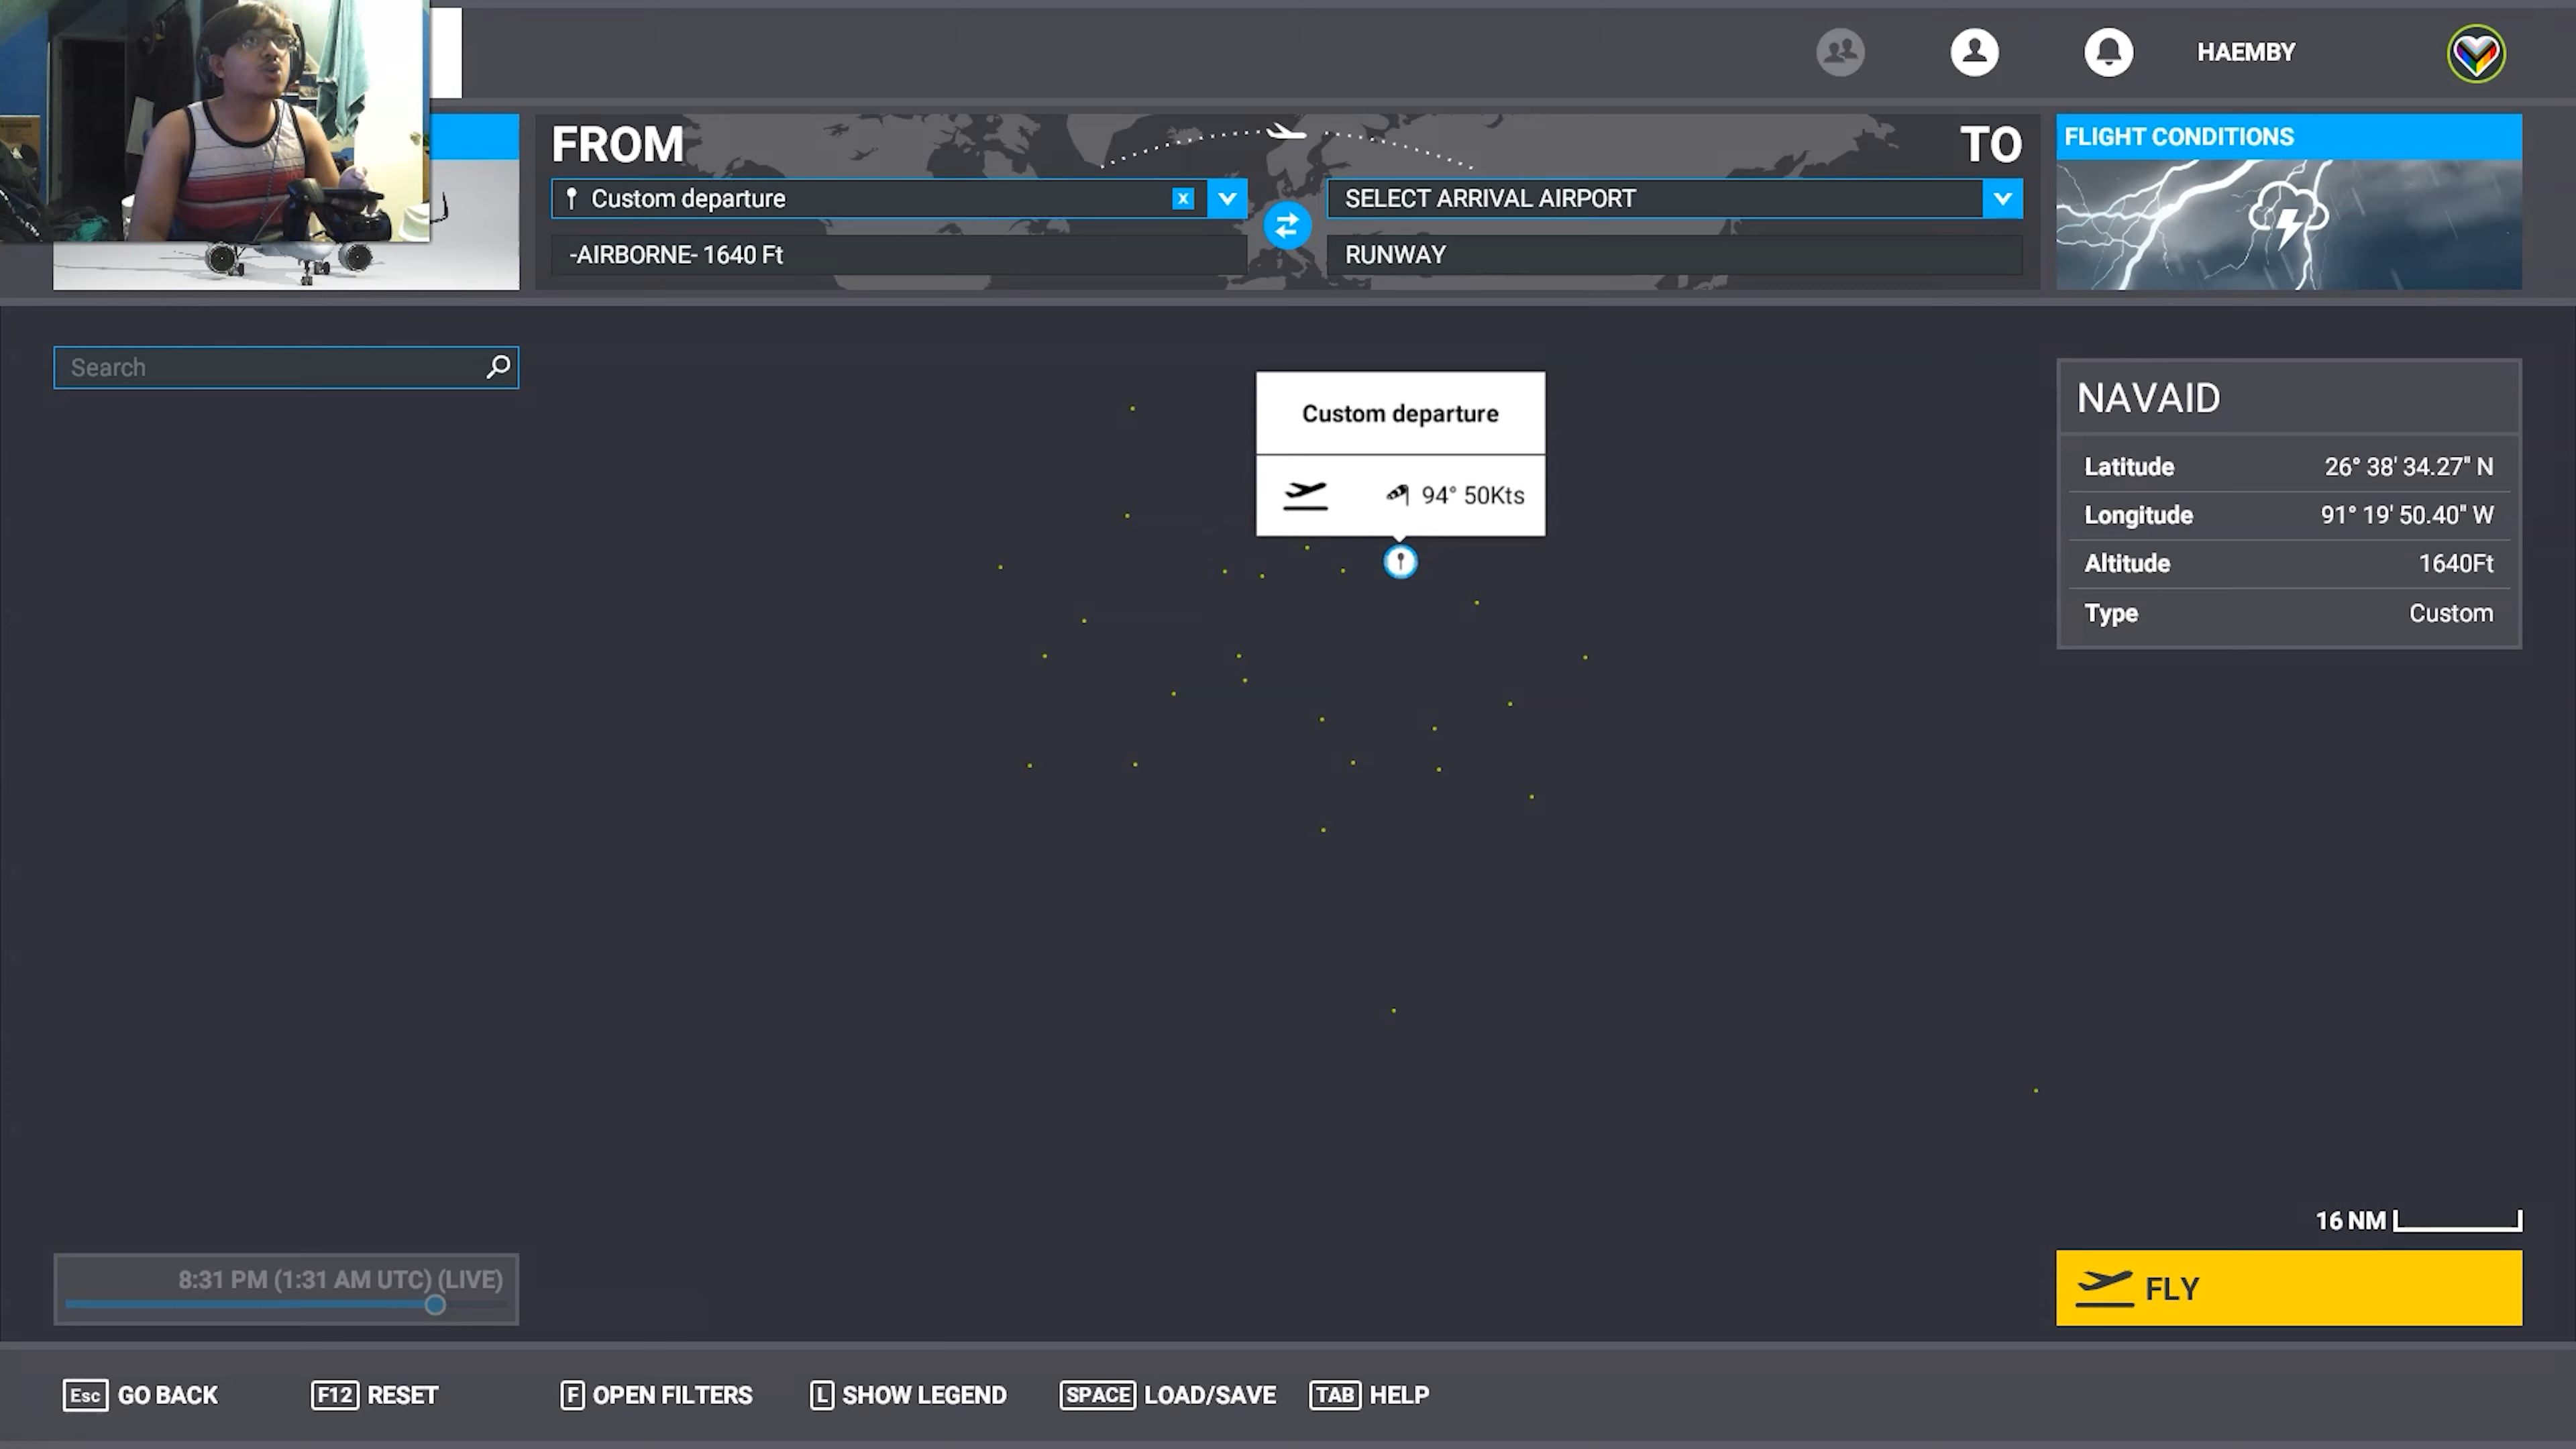 HAEMBY
FROM
TO
Custom departure
x
-AIRBORNE- 1640 Ft
SELECT ARRIVAL AIRPORT
RUNWAY
FLIGHT CONDITIONS
Search
Custom departure
94° 50Kts
NAVAID
Latitude 26° 38' 34.27" N
Longitude 91° 19' 50.40" W
Altitude 1640Ft
Type Custom
16 NM
8:31 PM (1:31 AM UTC) (LIVE)
FLY
Esc GO BACK
F12 RESET
F OPEN FILTERS
L SHOW LEGEND
SPACE LOAD/SAVE
TAB HELP